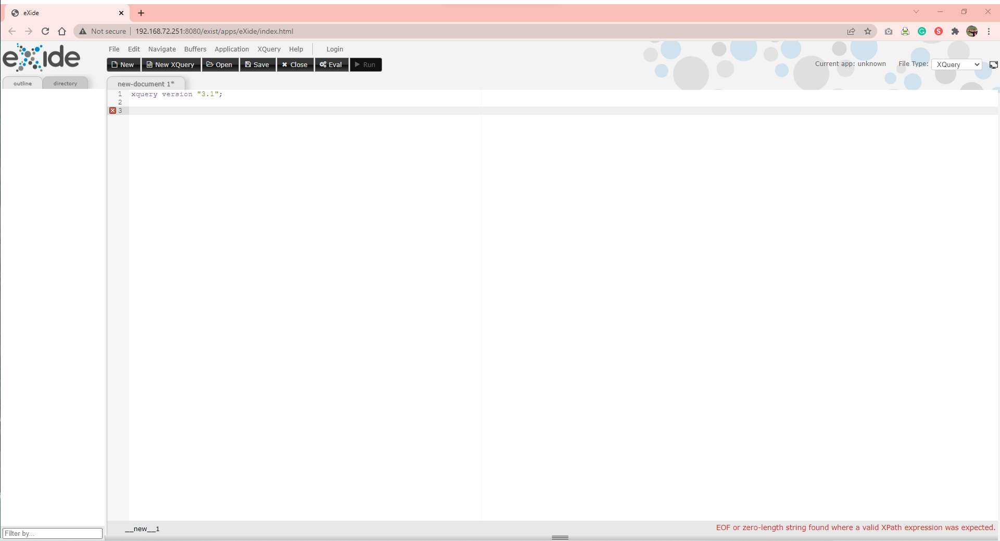 eXide
Not secure 192.168.72.251:8080/exist/apps/eXide/index.html
eXide
File Edit Navigate Buffers Application XQuery Help Login
New New XQuery Open Save Close Eval Run
Current app: unknown File Type: XQuery
outline directory
new-document 1*
1 xquery version "3.1";
2
3
Filter by...
__new__1
EOF or zero-length string found where a valid XPath expression was expected.